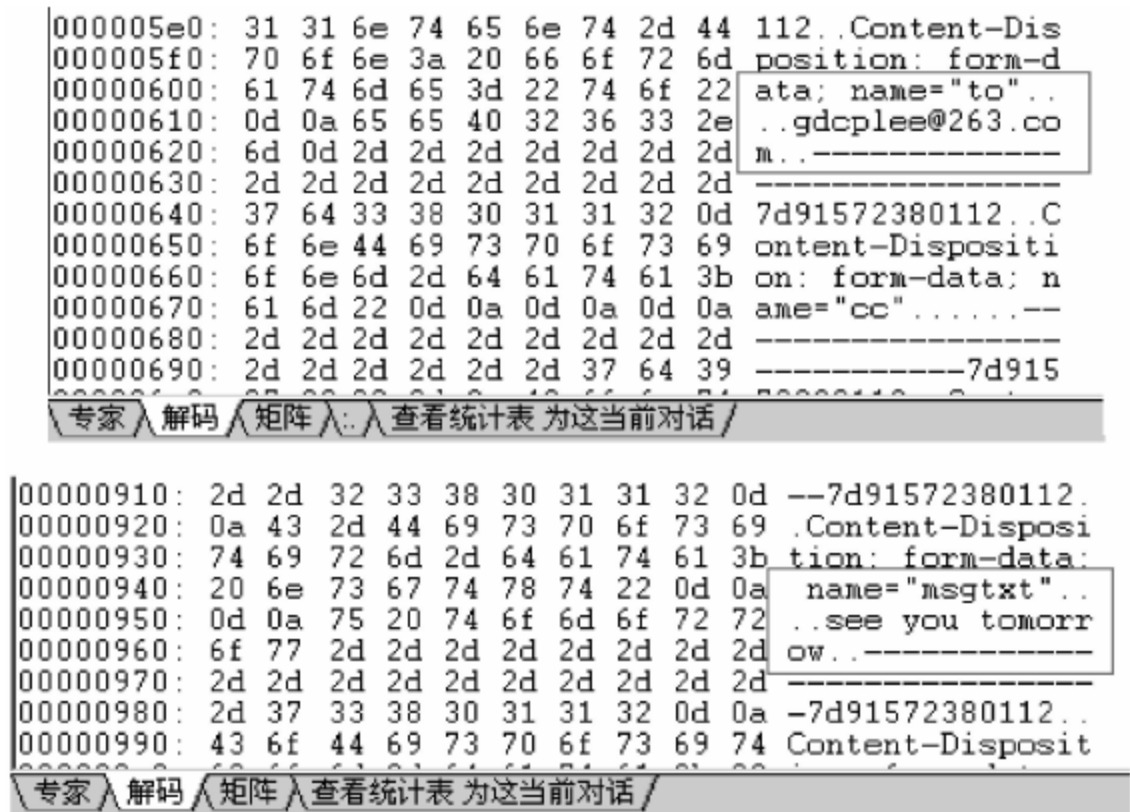 000005e0: 31 31 6e 74 65 6e 74 2d 44 112..Content-Dis
000005f0: 70 6f 6e 3a 20 66 6f 72 6d position: form-d
00000600: 61 74 6d 65 3d 22 74 6f 22 ata; name="to"..
00000610: 0d 0a 65 65 40 32 36 33 2e ..gdcplee@263.co
00000620: 6d 0d 2d 2d 2d 2d 2d 2d 2d m..-------------
00000630: 2d 2d 2d 2d 2d 2d 2d 2d 2d ----------------
00000640: 37 64 33 38 30 31 31 32 0d 7d91572380112..C
00000650: 6f 6e 44 69 73 70 6f 73 69 ontent-Dispositi
00000660: 6f 6e 6d 2d 64 61 74 61 3b on: form-data; n
00000670: 61 6d 22 0d 0a 0d 0a 0d 0a ame="cc"......--
00000680: 2d 2d 2d 2d 2d 2d 2d 2d 2d ----------------
00000690: 2d 2d 2d 2d 2d 2d 37 64 39 -----------7d915
专家 解码 矩阵 :. 查看统计表 为这当前对话
00000910: 2d 2d 32 33 38 30 31 31 32 0d --7d91572380112.
00000920: 0a 43 2d 44 69 73 70 6f 73 69 .Content-Disposi
00000930: 74 69 72 6d 2d 64 61 74 61 3b tion: form-data;
00000940: 20 6e 73 67 74 78 74 22 0d 0a name="msgtxt"..
00000950: 0d 0a 75 20 74 6f 6d 6f 72 72 ..see you tomorr
00000960: 6f 77 2d 2d 2d 2d 2d 2d 2d 2d ow..------------
00000970: 2d 2d 2d 2d 2d 2d 2d 2d 2d 2d ----------------
00000980: 2d 37 33 38 30 31 31 32 0d 0a -7d91572380112..
00000990: 43 6f 44 69 73 70 6f 73 69 74 Content-Disposit
专家 解码 矩阵 查看统计表 为这当前对话